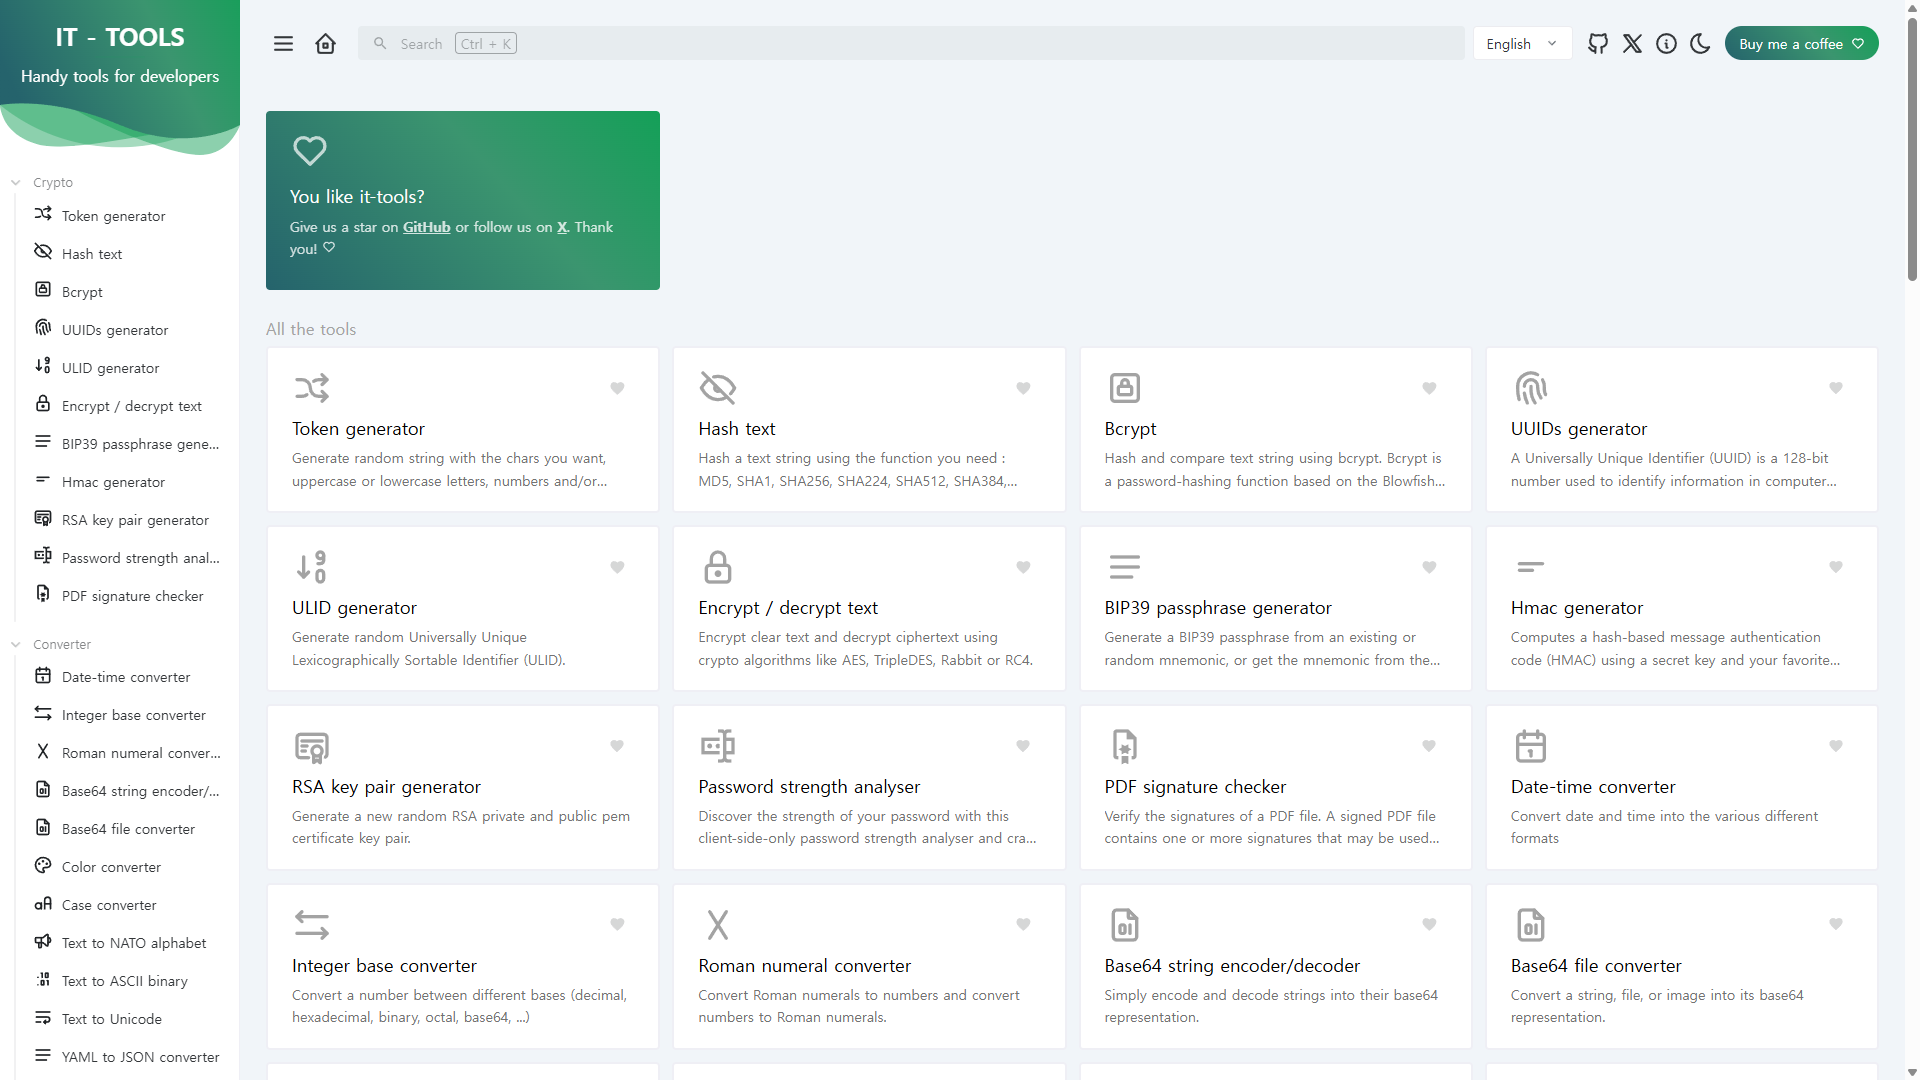 IT - TOOLS
Handy tools for developers
Crypto
Token generator
Hash text
Bcrypt
UUIDs generator
ULID generator
Encrypt / decrypt text
BIP39 passphrase gene...
Hmac generator
RSA key pair generator
Password strength anal...
PDF signature checker
Converter
Date-time converter
Integer base converter
Roman numeral conver...
Base64 string encoder/...
Base64 file converter
Color converter
Case converter
Text to NATO alphabet
Text to ASCII binary
Text to Unicode
YAML to JSON converter
Search Ctrl + K
English
Buy me a coffee
You like it-tools?
Give us a star on GitHub or follow us on X. Thank
you!
All the tools
Token generator
Generate random string with the chars you want,
uppercase or lowercase letters, numbers and/or...
Hash text
Hash a text string using the function you need :
MD5, SHA1, SHA256, SHA224, SHA512, SHA384,...
Bcrypt
Hash and compare text string using bcrypt. Bcrypt is
a password-hashing function based on the Blowfish...
UUIDs generator
A Universally Unique Identifier (UUID) is a 128-bit
number used to identify information in computer...
ULID generator
Generate random Universally Unique
Lexicographically Sortable Identifier (ULID).
Encrypt / decrypt text
Encrypt clear text and decrypt ciphertext using
crypto algorithms like AES, TripleDES, Rabbit or RC4.
BIP39 passphrase generator
Generate a BIP39 passphrase from an existing or
random mnemonic, or get the mnemonic from the...
Hmac generator
Computes a hash-based message authentication
code (HMAC) using a secret key and your favorite...
RSA key pair generator
Generate a new random RSA private and public pem
certificate key pair.
Password strength analyser
Discover the strength of your password with this
client-side-only password strength analyser and cra...
PDF signature checker
Verify the signatures of a PDF file. A signed PDF file
contains one or more signatures that may be used...
Date-time converter
Convert date and time into the various different
formats
Integer base converter
Convert a number between different bases (decimal,
hexadecimal, binary, octal, base64, ...)
Roman numeral converter
Convert Roman numerals to numbers and convert
numbers to Roman numerals.
Base64 string encoder/decoder
Simply encode and decode strings into their base64
representation.
Base64 file converter
Convert a string, file, or image into its base64
representation.